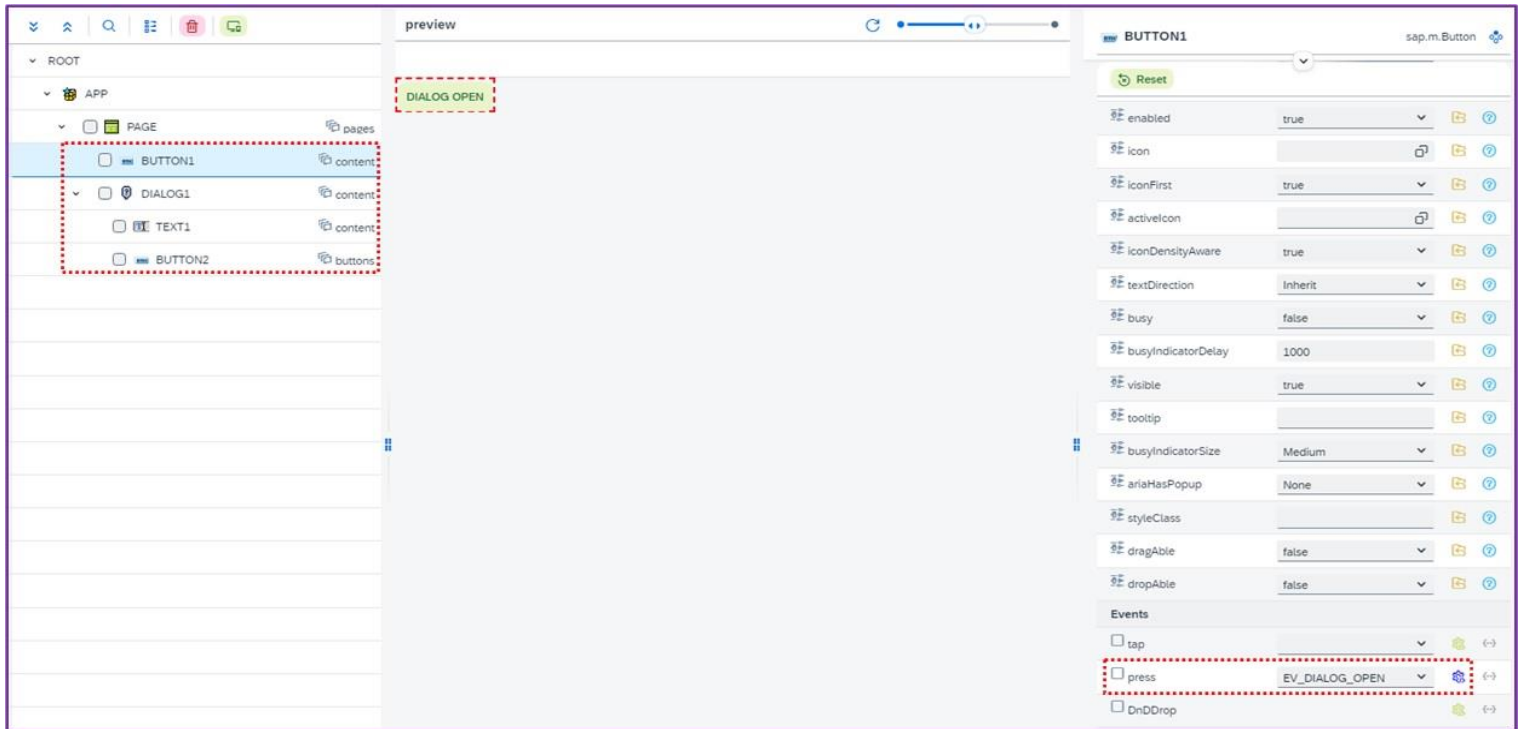 preview
BUTTON1 sap.m.Button
ROOT
Reset
APP
DIALOG OPEN
PAGE pages
BUTTON1 content
DIALOG1 content
TEXT1 content
BUTTON2 buttons
enabled true
icon
iconFirst true
activeIcon
iconDensityAware true
textDirection Inherit
busy false
busyIndicatorDelay 1000
visible true
tooltip
busyIndicatorSize Medium
ariaHasPopup None
styleClass
dragAble false
dropAble false
Events
tap
press EV_DIALOG_OPEN
DnDDrop